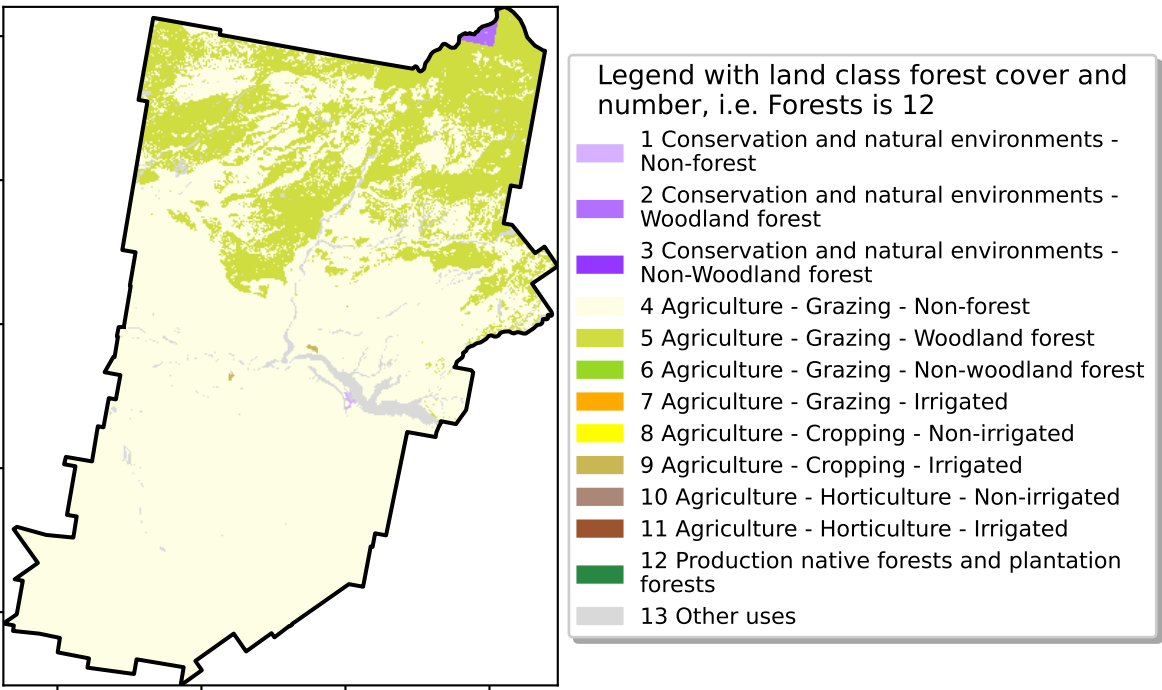 Legend with land class forest cover and
number, i.e. Forests is 12
1 Conservation and natural environments -
Non-forest
2 Conservation and natural environments -
Woodland forest
3 Conservation and natural environments -
Non-Woodland forest
4 Agriculture - Grazing - Non-forest
5 Agriculture - Grazing - Woodland forest
6 Agriculture - Grazing - Non-woodland forest
7 Agriculture - Grazing - Irrigated
8 Agriculture - Cropping - Non-irrigated
9 Agriculture - Cropping - Irrigated
10 Agriculture - Horticulture - Non-irrigated
11 Agriculture - Horticulture - Irrigated
12 Production native forests and plantation
forests
13 Other uses